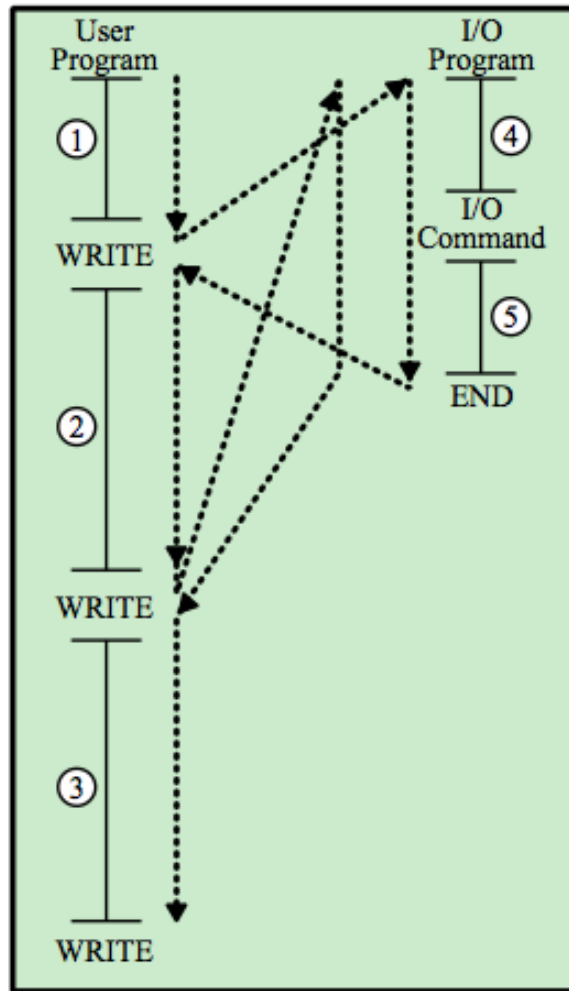 User
Program
1
WRITE
2
WRITE
3
WRITE
I/O
Program
4
I/O
Command
5
END